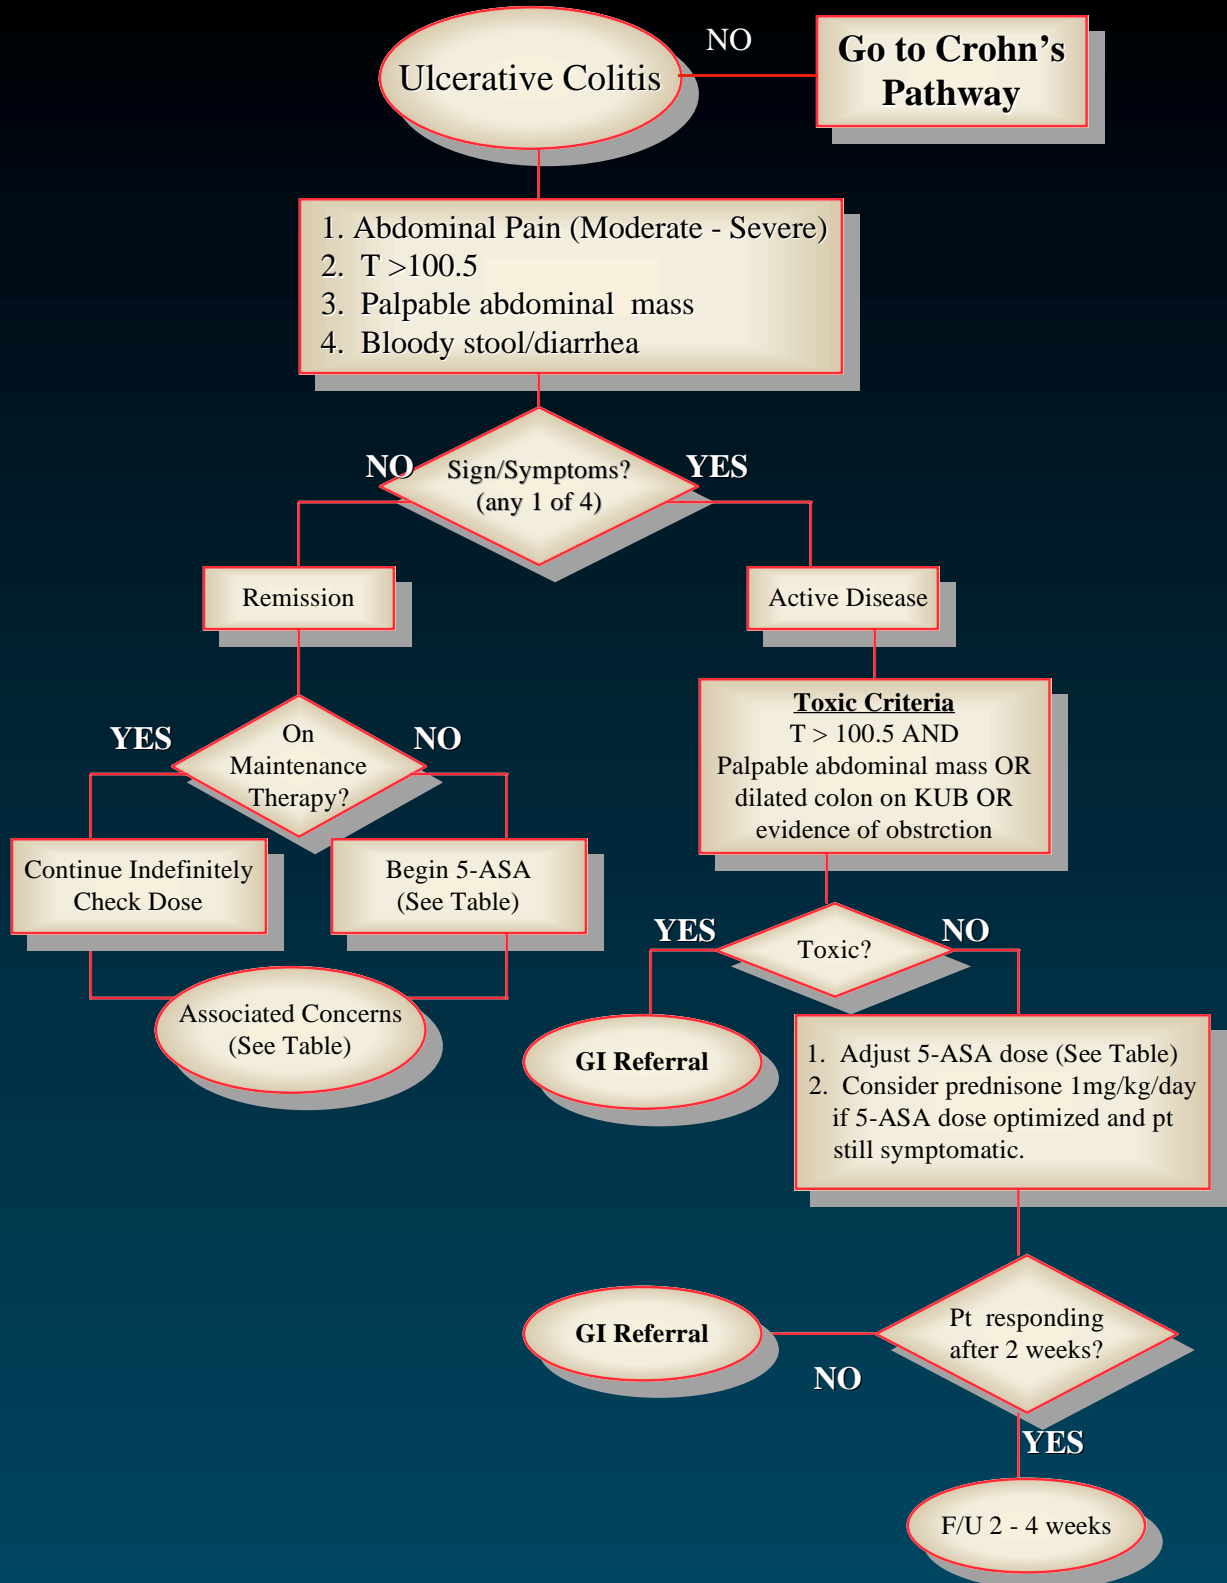 Ulcerative Colitis
NO
Go to Crohn's
Pathway
1. Abdominal Pain (Moderate - Severe)
2. T >100.5
3. Palpable abdominal mass
4. Bloody stool/diarrhea
NO
Sign/Symptoms?
(any 1 of 4)
YES
Remission
Active Disease
YES
On
Maintenance
Therapy?
NO
Toxic Criteria
T > 100.5 AND
Palpable abdominal mass OR
dilated colon on KUB OR
evidence of obstrction
Continue Indefinitely
Check Dose
Begin 5-ASA
(See Table)
Associated Concerns
(See Table)
YES
Toxic?
NO
GI Referral
1. Adjust 5-ASA dose (See Table)
2. Consider prednisone 1mg/kg/day
if 5-ASA dose optimized and pt
still symptomatic.
GI Referral
NO
Pt responding
after 2 weeks?
YES
F/U 2 - 4 weeks